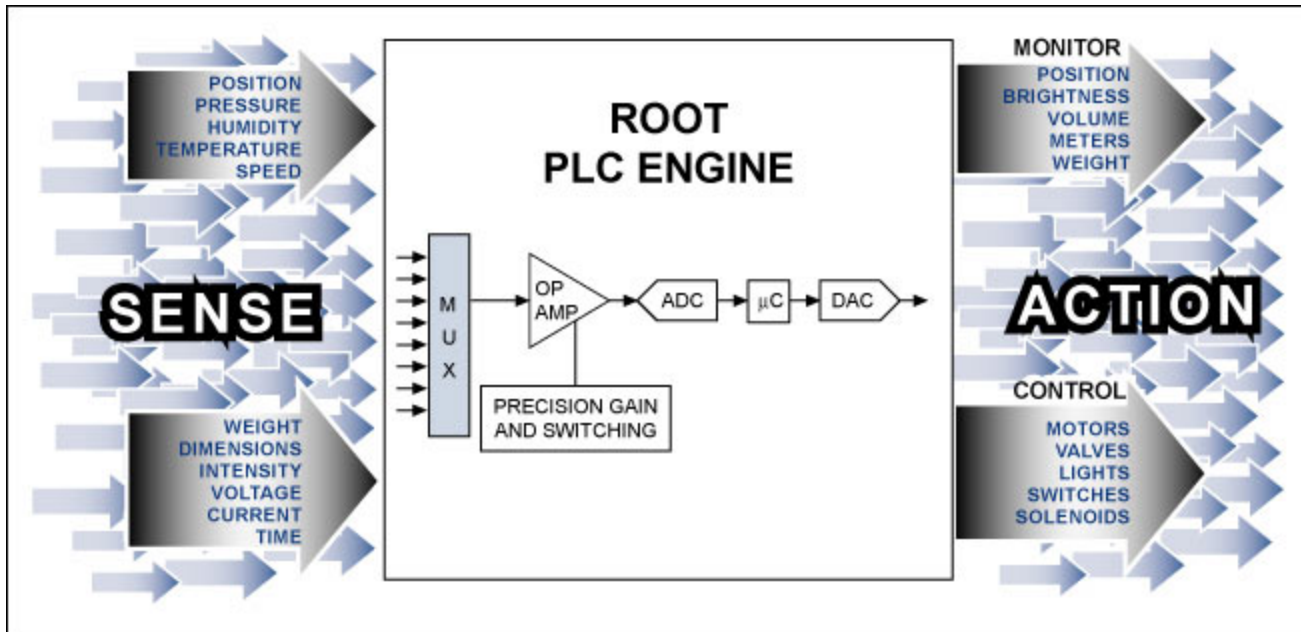 POSITION
PRESSURE
HUMIDITY
TEMPERATURE
SPEED
SENSE
WEIGHT
DIMENSIONS
INTENSITY
VOLTAGE
CURRENT
TIME
ROOT
PLC ENGINE
M
U
X
OP
AMP
ADC
μC
DAC
PRECISION GAIN
AND SWITCHING
MONITOR
POSITION
BRIGHTNESS
VOLUME
METERS
WEIGHT
ACTION
CONTROL
MOTORS
VALVES
LIGHTS
SWITCHES
SOLENOIDS